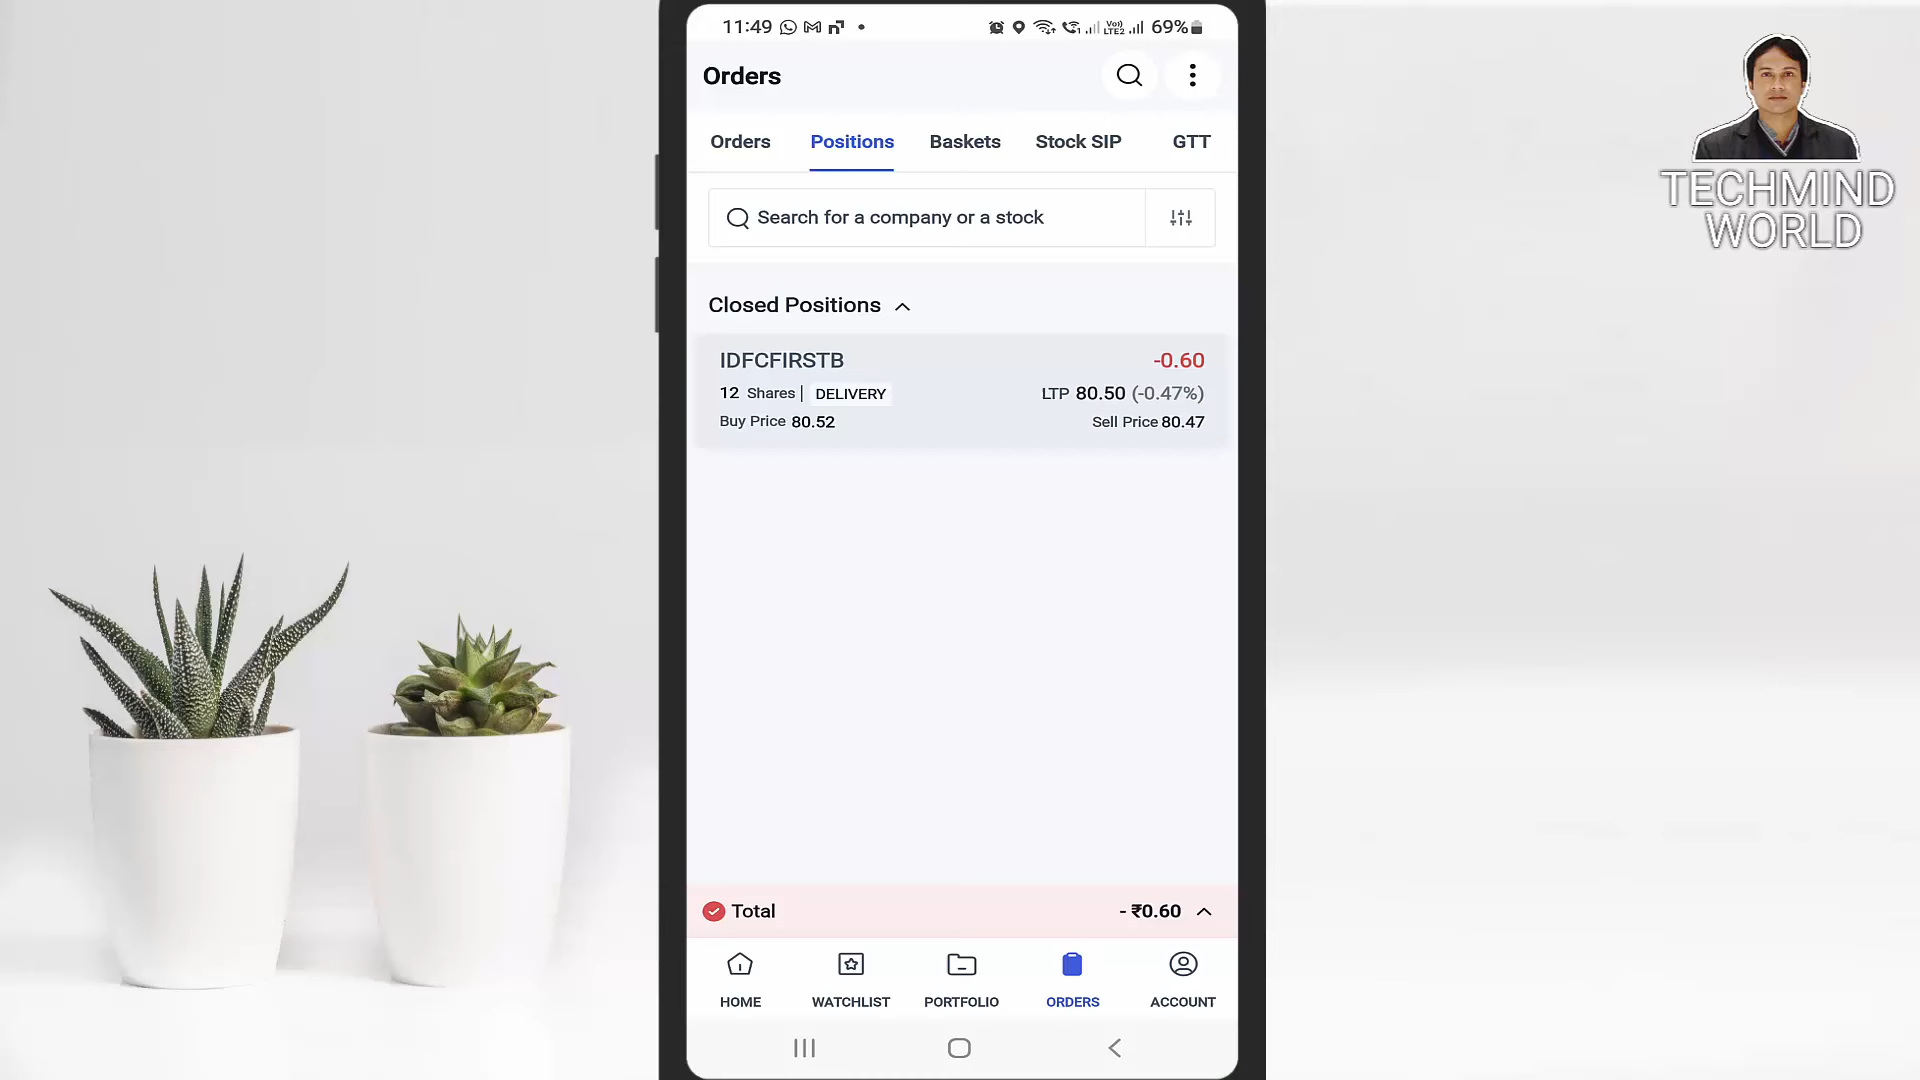 11:49 69%
Orders
Orders Positions Baskets Stock SIP GTT
Search for a company or a stock
Closed Positions
IDFCFIRSTB -0.60
12 Shares | DELIVERY LTP 80.50 (-0.47%)
Buy Price 80.52 Sell Price 80.47
Total - ₹0.60
HOME WATCHLIST PORTFOLIO ORDERS ACCOUNT
TECHMIND
WORLD